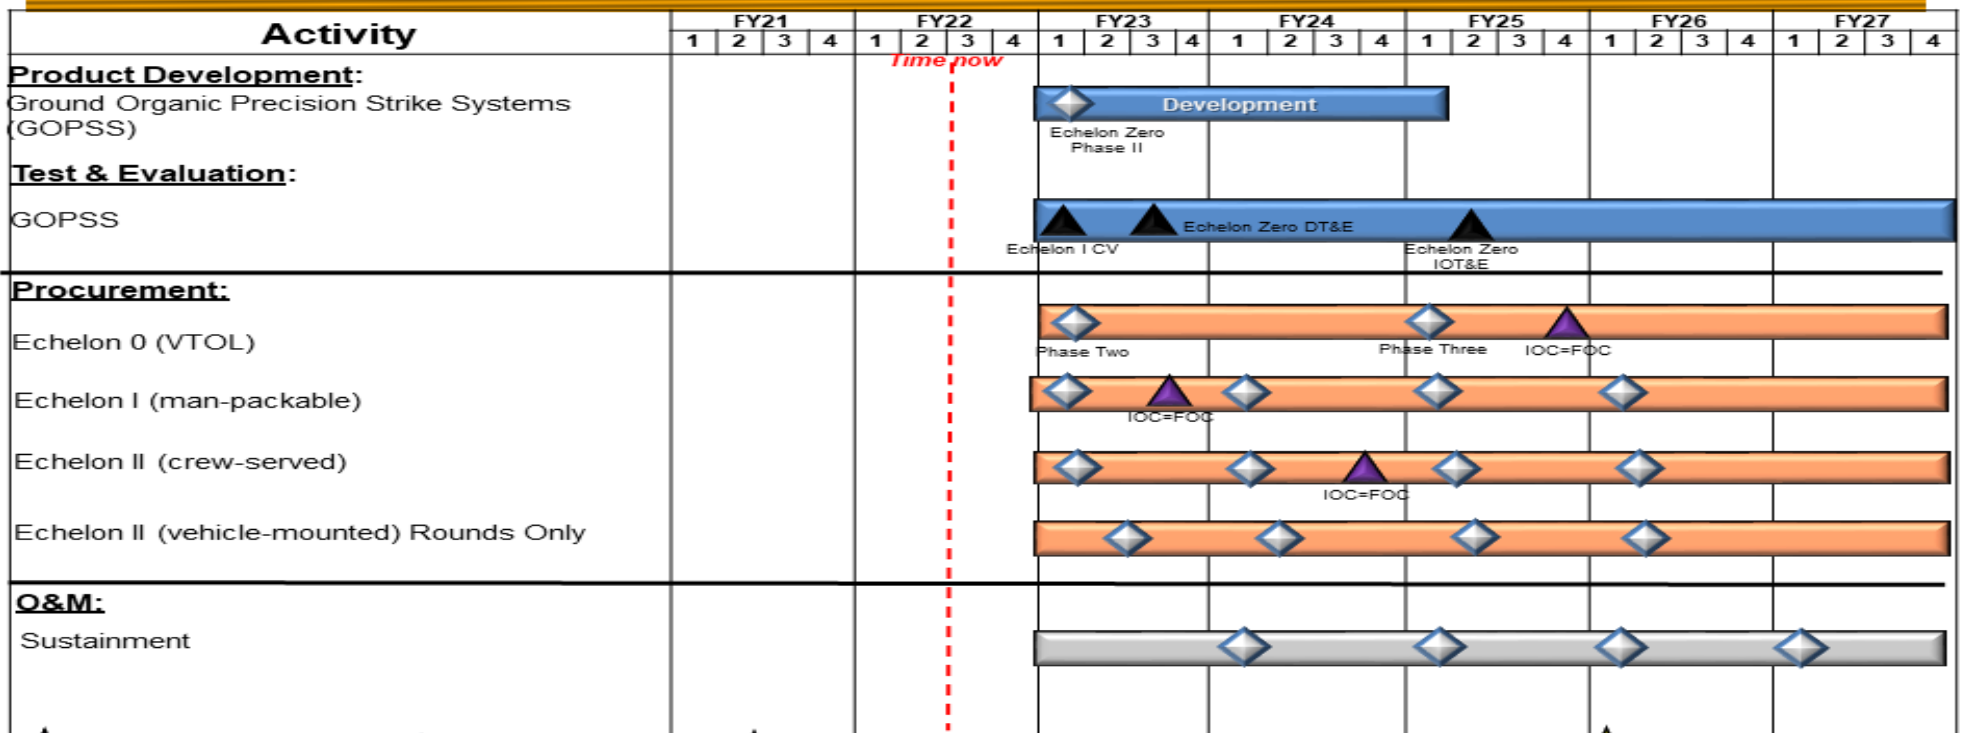 Activity
FY21 FY22 FY23 FY24 FY25 FY26 FY27
1 2 3 4 1 2 3 4 1 2 3 4 1 2 3 4 1 2 3 4 1 2 3 4 1 2 3 4
Time now
Product Development:
Ground Organic Precision Strike Systems
(GOPSS)
Development
Echelon Zero
Phase II
Test & Evaluation:
GOPSS
Echelon Zero DT&E
Echelon I CV
Echelon Zero
IOT&E
Procurement:
Echelon 0 (VTOL)
Phase Two
Phase Three
IOC=FOC
Echelon I (man-packable)
IOC=FOC
Echelon II (crew-served)
IOC=FOC
Echelon II (vehicle-mounted) Rounds Only
O&M:
Sustainment